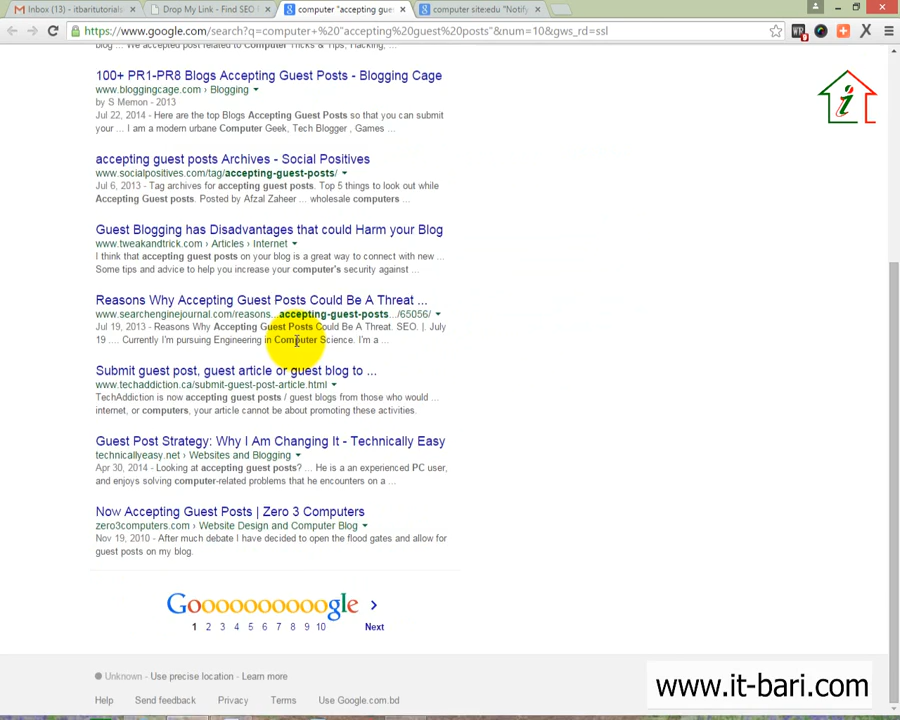 Inbox (13) - itbaritutorials
Drop My Link - Find SEO
computer "accepting gues
computer site:edu "Notify
https://www.google.com/search?q=computer+%20"accepting%20guest%20posts"&num=10&gws_rd=ssl
blog ... We accepted post related to Computer Tricks & Tips, Hacking, ...
100+ PR1-PR8 Blogs Accepting Guest Posts - Blogging Cage
www.bloggingcage.com › Blogging
by S Memon - 2013
Jul 22, 2014 - Here are the top Blogs Accepting Guest Posts so that you can submit
your ... I am a modern urbane Computer Geek, Tech Blogger , Games ...
accepting guest posts Archives - Social Positives
www.socialpositives.com/tag/accepting-guest-posts/
Jul 6, 2013 - Tag archives for accepting guest posts. Top 5 things to look out while
Accepting Guest posts. Posted by Afzal Zaheer ... wholesale computers ...
Guest Blogging has Disadvantages that could Harm your Blog
www.tweakandtrick.com › Articles › Internet
I think that accepting guest posts on your blog is a great way to connect with new ...
Some tips and advice to help you increase your computer's security against ...
Reasons Why Accepting Guest Posts Could Be A Threat ...
www.searchenginejournal.com/reasons...accepting-guest-posts.../65056/
Jul 19, 2013 - Reasons Why Accepting Guest Posts Could Be A Threat. SEO. |. July
19 .... Currently I'm pursuing Engineering in Computer Science. I'm a ...
Submit guest post, guest article or guest blog to ...
www.techaddiction.ca/submit-guest-post-article.html
TechAddiction is now accepting guest posts / guest blogs from those who would ...
internet, or computers, your article cannot be about promoting these activities.
Guest Post Strategy: Why I Am Changing It - Technically Easy
technicallyeasy.net › Websites and Blogging
Apr 30, 2014 - Looking at accepting guest posts? ... He is a an experienced PC user,
and enjoys solving computer-related problems that he encounters on a ...
Now Accepting Guest Posts | Zero 3 Computers
zero3computers.com › Website Design and Computer Blog
Nov 19, 2010 - After much debate I have decided to open the flood gates and allow for
guest posts on my blog.
Goooooooooogle >
1 2 3 4 5 6 7 8 9 10 Next
Unknown - Use precise location - Learn more
Help Send feedback Privacy Terms Use Google.com.bd
www.it-bari.com